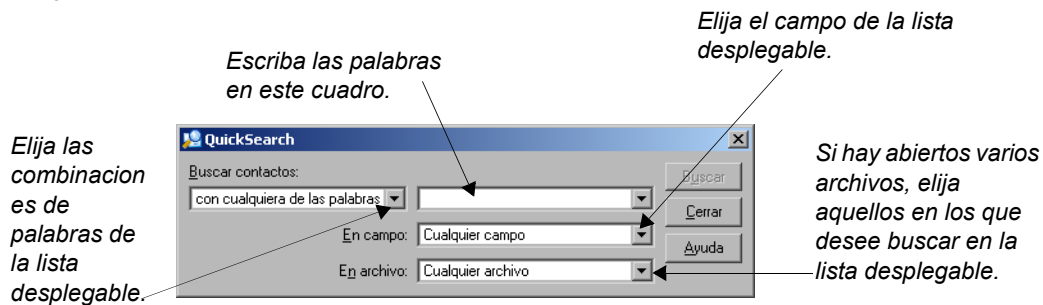 Elija el campo de la lista
desplegable.
Escriba las palabras
en este cuadro.
Elija las
combinacion
es de
palabras de
la lista
desplegable.
QuickSearch
Buscar contactos:
con cualquiera de las palabras
Buscar
Cerrar
En campo: Cualquier campo
Ayuda
En archivo: Cualquier archivo
Si hay abiertos varios
archivos, elija
aquellos en los que
desee buscar en la
lista desplegable.